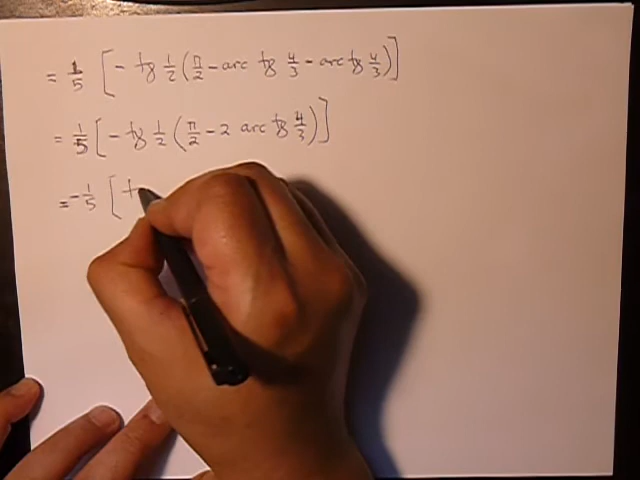 = 1/5 [ - tg 1/2 ( π/2 - arc tg 4/3 - arc tg 4/3 ) ]
= 1/5 [ - tg 1/2 ( π/2 - 2 arc tg 4/3 ) ]
= - 1/5 [ t